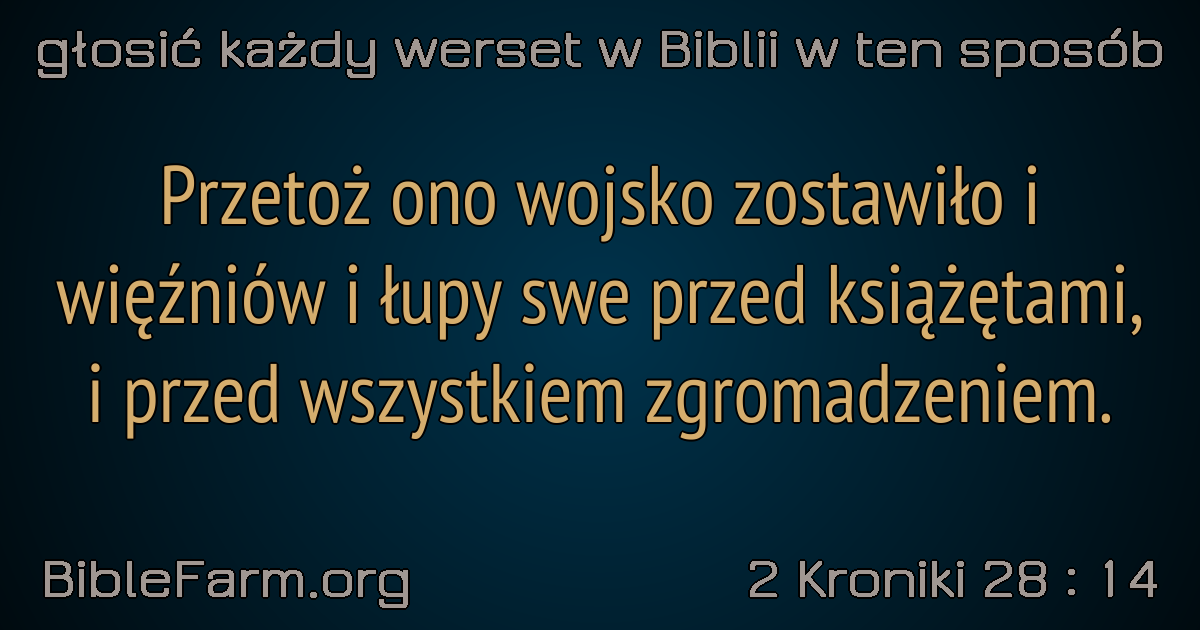 głosić każdy werset w Biblii w ten sposób
Przetoż ono wojsko zostawiło i
więźniów i łupy swe przed książętami,
i przed wszystkiem zgromadzeniem.
BibleFarm.org
2 Kroniki 28 : 14